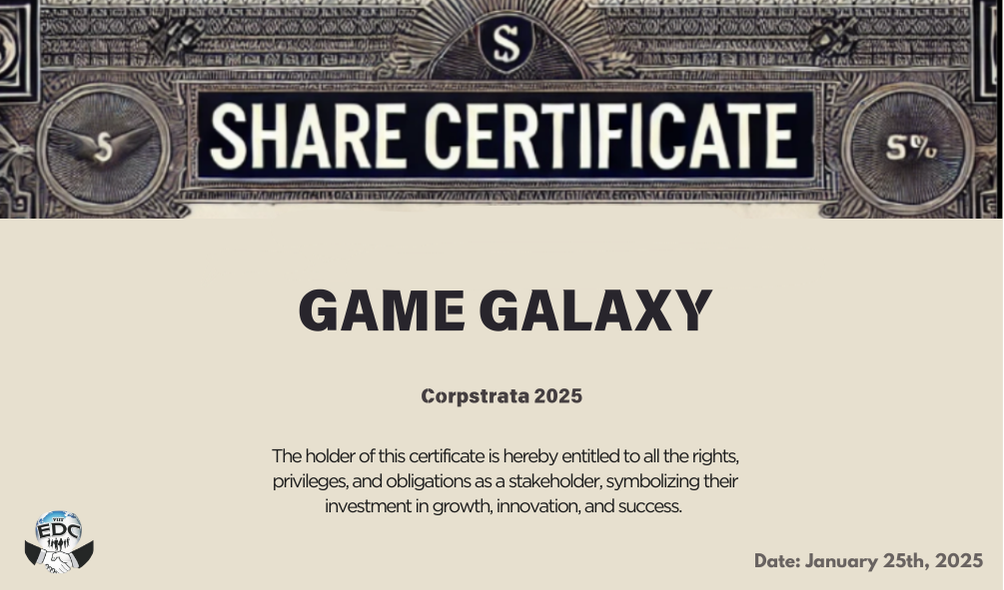 $
SHARE CERTIFICATE
$
5%
GAME GALAXY
Corpstrata 2025
The holder of this certificate is hereby entitled to all the rights,
privileges, and obligations as a stakeholder, symbolizing their
investment in growth, innovation, and success.
THE
EDC
Date: January 25th, 2025